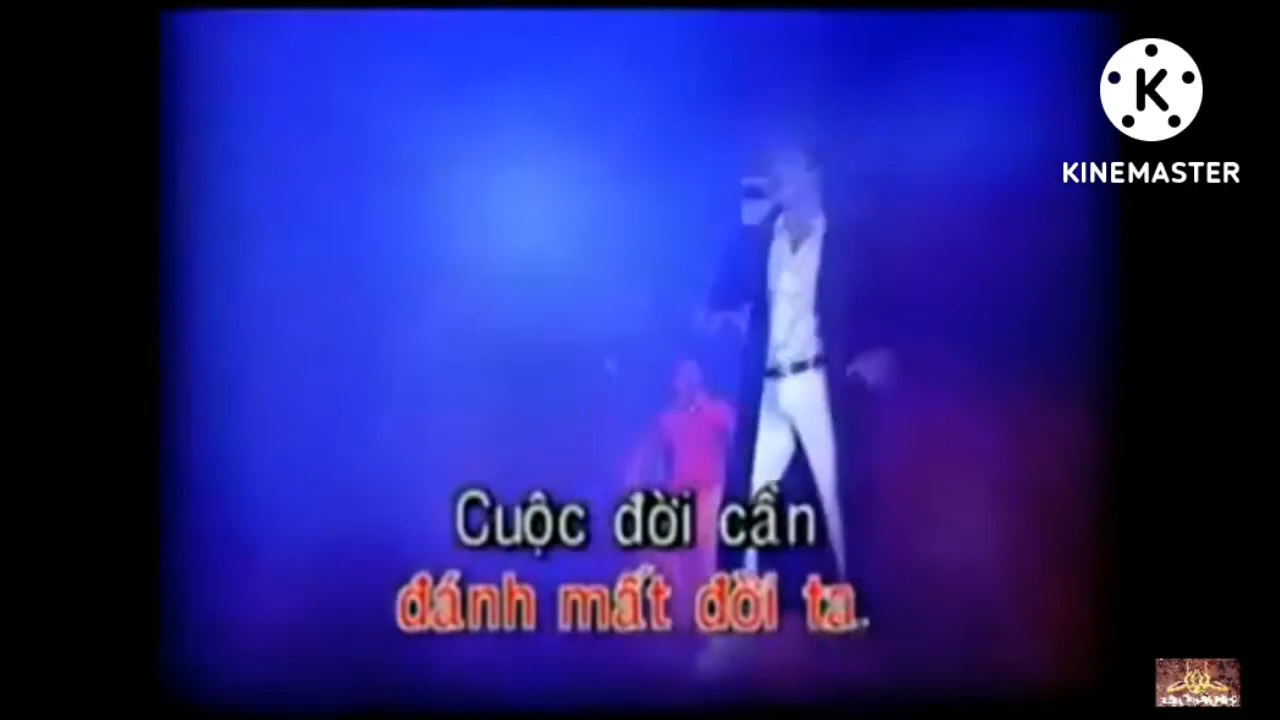 K
KINEMASTER
Cuộc đời cần
đánh mất đời ta.